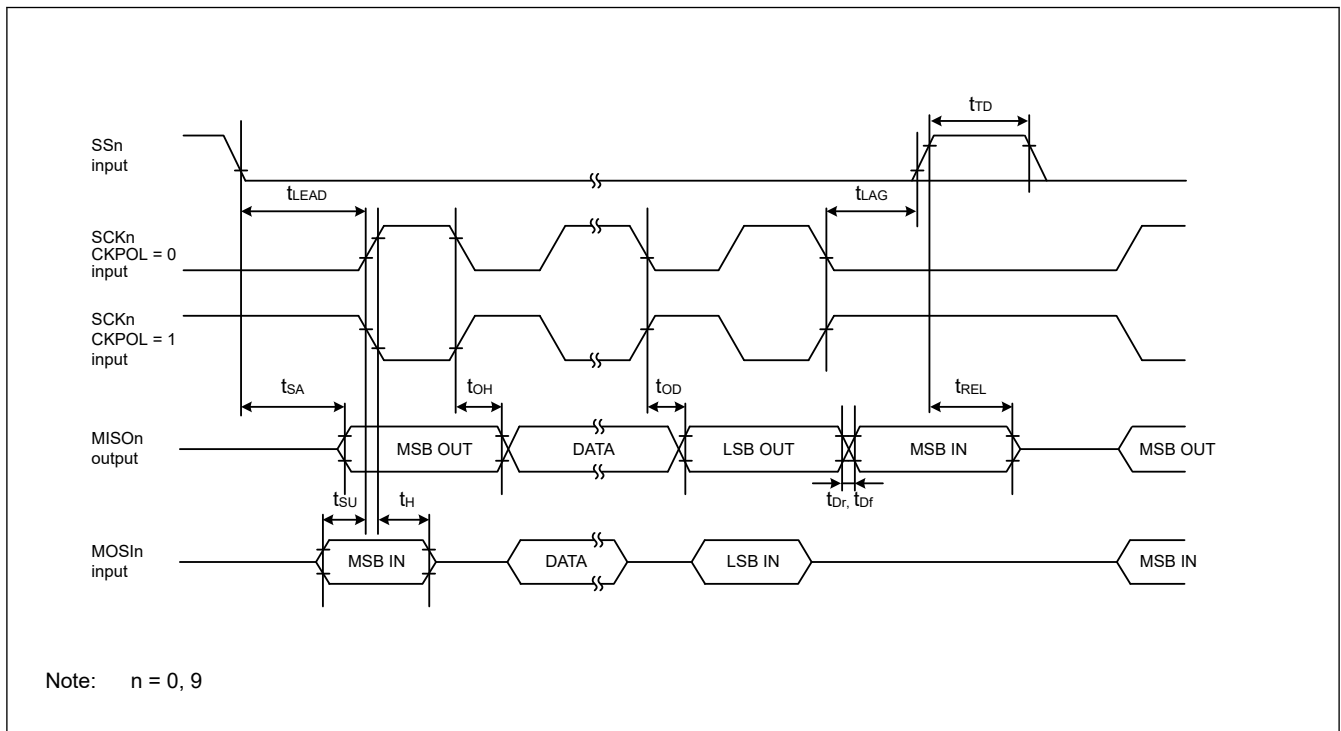 tTD
SSn
input
tLEAD
tLAG
SCKn
CKPOL = 0
input
SCKn
CKPOL = 1
input
tSA
tOH
tOD
tREL
MISOn
output
MSB OUT
DATA
LSB OUT
MSB IN
MSB OUT
tSU
tH
tDr, tDf
MOSIn
input
MSB IN
DATA
LSB IN
MSB IN
Note: n = 0, 9